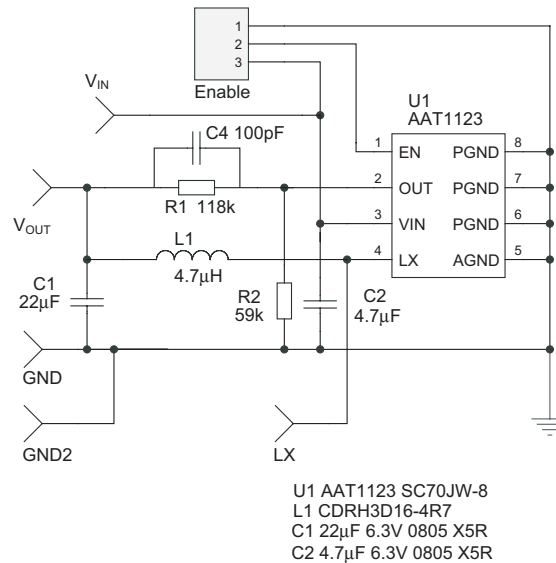 1
2
3
Enable
V_IN
U1
AAT1123
C4 100pF
1 EN PGND 8
2 OUT PGND 7
3 VIN PGND 6
4 LX AGND 5
R1 118k
V_OUT
L1
4.7μH
C1
22μF
R2
59k
C2
4.7μF
GND
GND2
LX
U1 AAT1123 SC70JW-8
L1 CDRH3D16-4R7
C1 22μF 6.3V 0805 X5R
C2 4.7μF 6.3V 0805 X5R